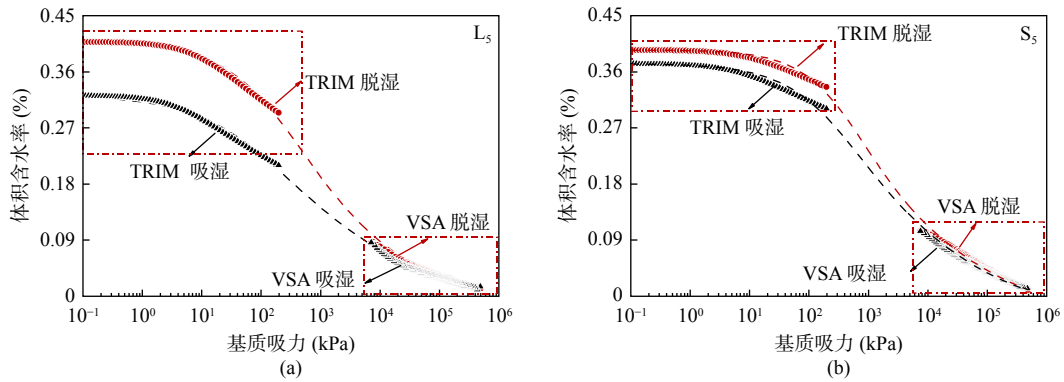 L₅
0.45
0.36
0.27
0.18
0.09
0
体积含水率 (%)
TRIM 脱湿
TRIM 吸湿
VSA 脱湿
VSA 吸湿
10⁻¹ 10⁰ 10¹ 10² 10³ 10⁴ 10⁵ 10⁶
基质吸力 (kPa)
(a)
S₅
0.45
0.36
0.27
0.18
0.09
0
体积含水率 (%)
TRIM 脱湿
TRIM 吸湿
VSA 脱湿
VSA 吸湿
10⁻¹ 10⁰ 10¹ 10² 10³ 10⁴ 10⁵ 10⁶
基质吸力 (kPa)
(b)